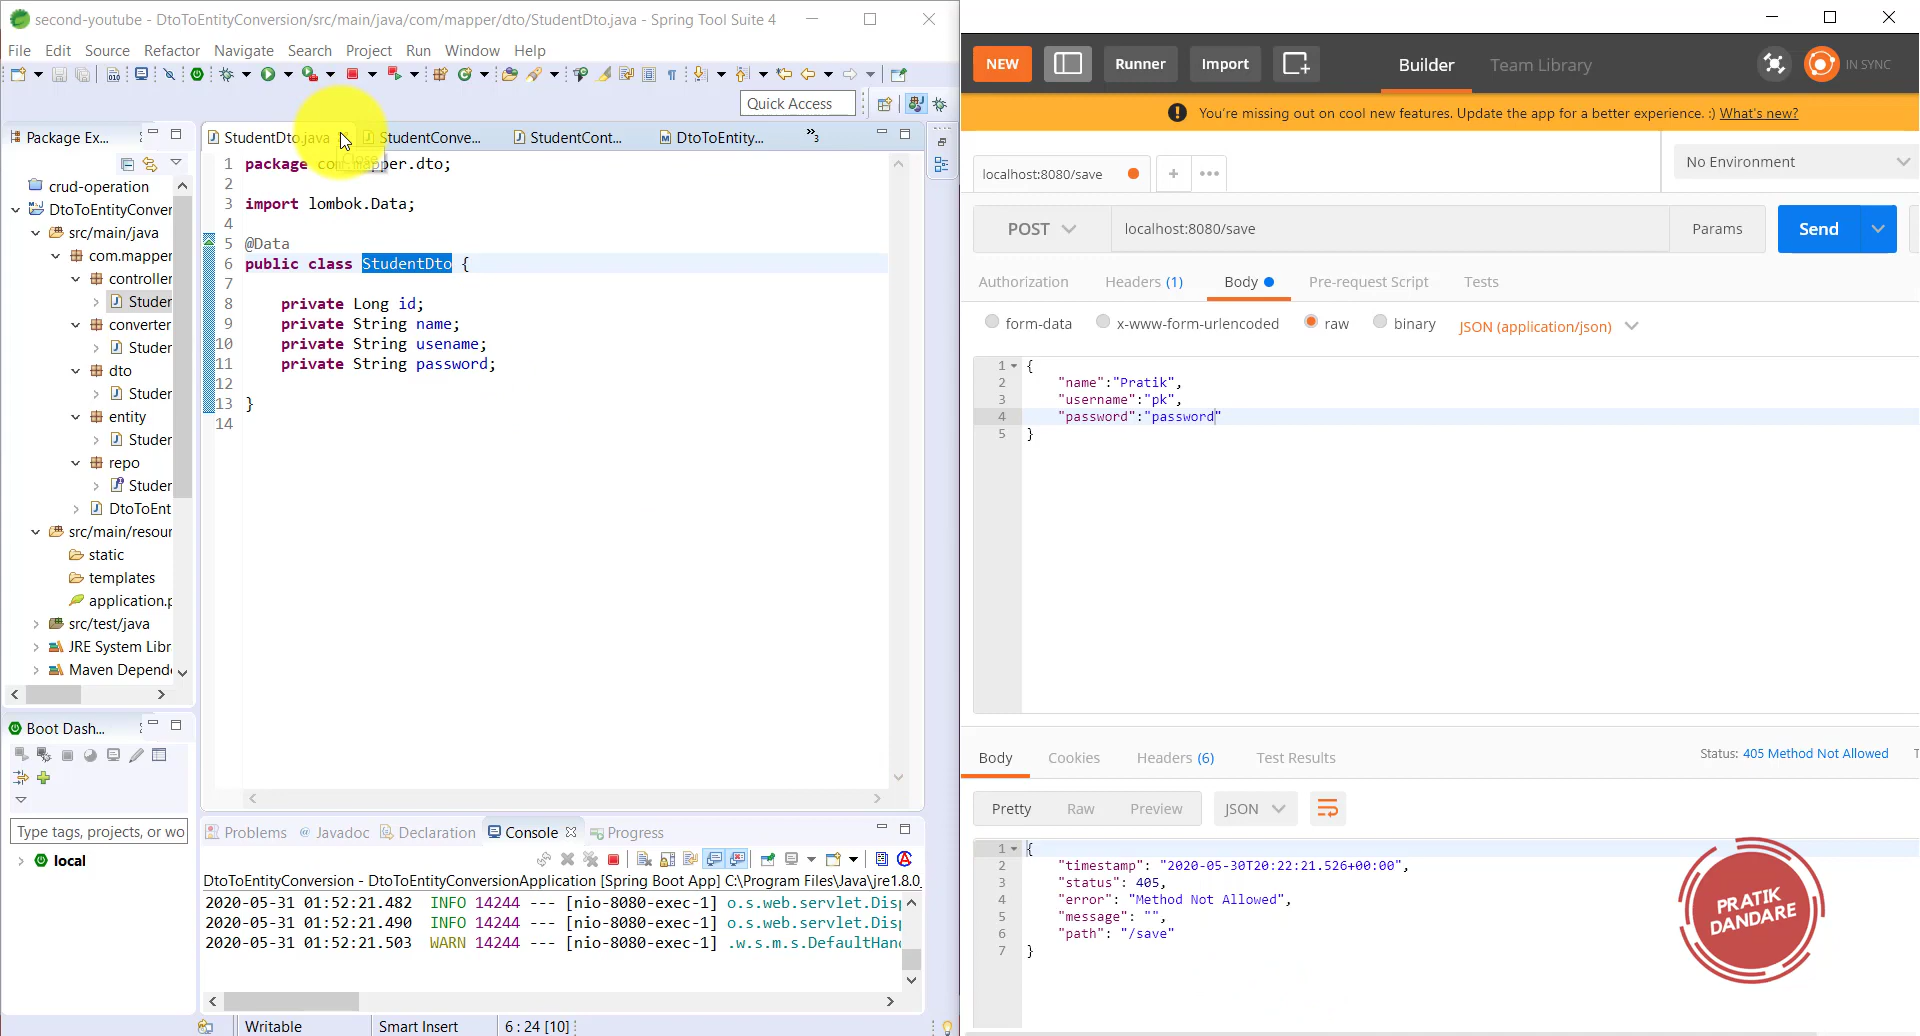 second-youtube - DtoToEntityConversion/src/main/java/com/mapper/dto/StudentDto.java - Spring Tool Suite 4
File Edit Source Refactor Navigate Search Project Run Window Help
Quick Access
Package Ex...
crud-operation
DtoToEntityConver
src/main/java
com.mapper
controller
Studer
converter
Studer
dto
Studer
entity
Studer
repo
Studer
DtoToEnt
src/main/resour
static
templates
application.p
src/test/java
JRE System Libr
Maven Depend
Boot Dash...
Type tags, projects, or wo
local
StudentDto.java StudentConve... StudentCont... DtoToEntity... »3
Close
1 package com.mapper.dto;
2
3 import lombok.Data;
4
5 @Data
6 public class StudentDto {
7
8 private Long id;
9 private String name;
10 private String usename;
11 private String password;
12
13 }
14
Problems Javadoc Declaration Console Progress
DtoToEntityConversion - DtoToEntityConversionApplication [Spring Boot App] C:\Program Files\Java\jre1.8.0_
2020-05-31 01:52:21.482 INFO 14244 --- [nio-8080-exec-1] o.s.web.servlet.Disp
2020-05-31 01:52:21.490 INFO 14244 --- [nio-8080-exec-1] o.s.web.servlet.Disp
2020-05-31 01:52:21.503 WARN 14244 --- [nio-8080-exec-1] .w.s.m.s.DefaultHan
Writable Smart Insert 6 : 24 [10]
NEW Runner Import Builder Team Library IN SYNC
You're missing out on cool new features. Update the app for a better experience. :) What's new?
localhost:8080/save + ••• No Environment
POST localhost:8080/save Params Send
Authorization Headers (1) Body Pre-request Script Tests
form-data x-www-form-urlencoded raw binary JSON (application/json)
1 {
2 "name":"Pratik",
3 "username":"pk",
4 "password":"password"
5 }
Body Cookies Headers (6) Test Results Status: 405 Method Not Allowed T
Pretty Raw Preview JSON
1 {
2 "timestamp": "2020-05-30T20:22:21.526+00:00",
3 "status": 405,
4 "error": "Method Not Allowed",
5 "message": "",
6 "path": "/save"
7 }
PRATIK
DANDARE